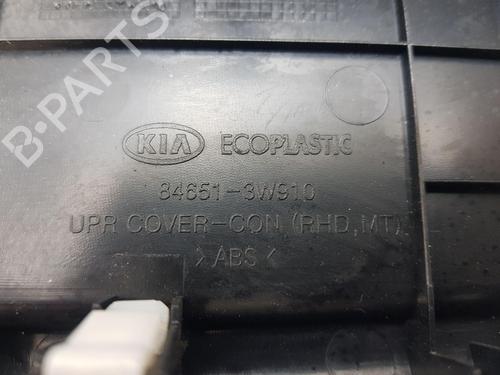 KIA ECOPLASTIC
84651-3W910
UPR COVER-CON (RHD,MT)
>ABS<
B-PARTS